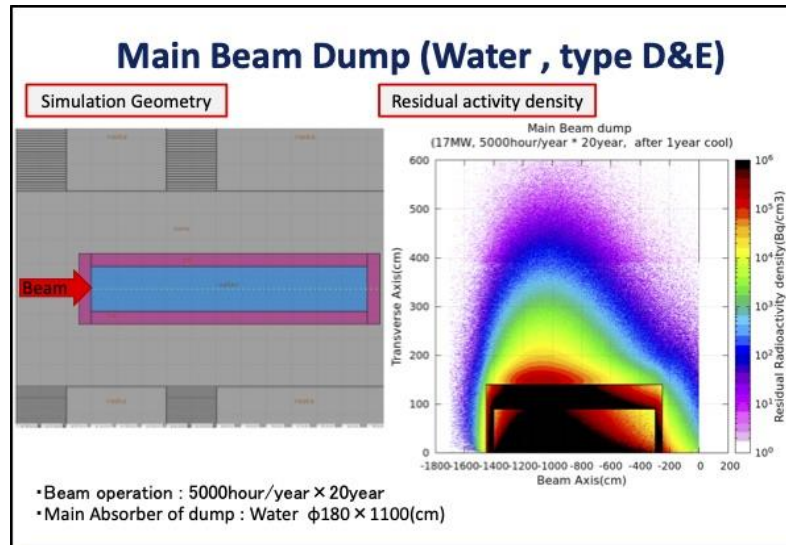 Main Beam Dump (Water , type D&E)
Simulation Geometry
Residual activity density
Beam
Main Beam dump
(17MW, 5000hour/year * 20year,  after 1year cool)
600
500
400
300
200
100
0
Transverse Axis(cm)
-1800 -1600 -1400 -1200 -1000 -800 -600 -400 -200 0 200
Beam Axis(cm)
10⁶
10⁵
10⁴
10³
10²
10¹
10⁰
Residual Radioactivity density(Bq/cm3)
・Beam operation : 5000hour/year × 20year
・Main Absorber of dump : Water  φ180 × 1100(cm)